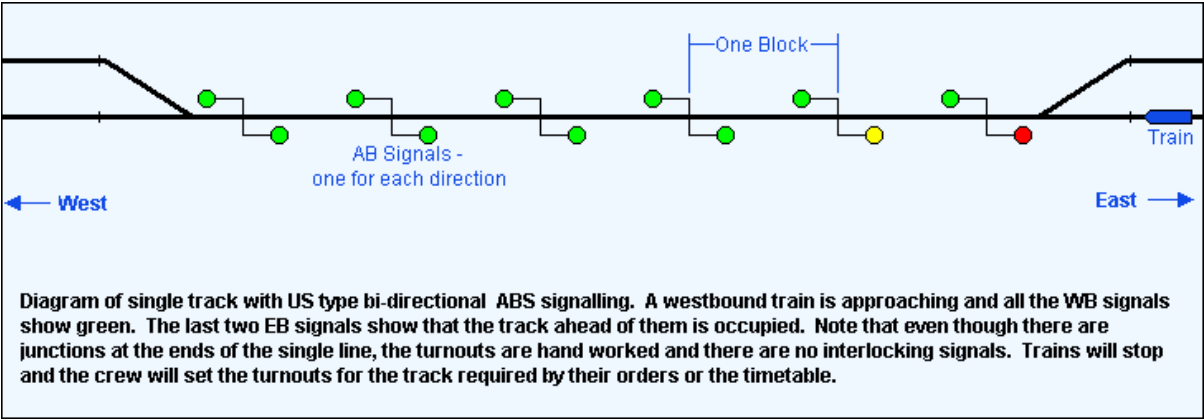 One Block
Train
AB Signals -
one for each direction
West
East
Diagram of single track with US type bi-directional ABS signalling. A westbound train is approaching and all the WB signals
show green. The last two EB signals show that the track ahead of them is occupied. Note that even though there are
junctions at the ends of the single line, the turnouts are hand worked and there are no interlocking signals. Trains will stop
and the crew will set the turnouts for the track required by their orders or the timetable.